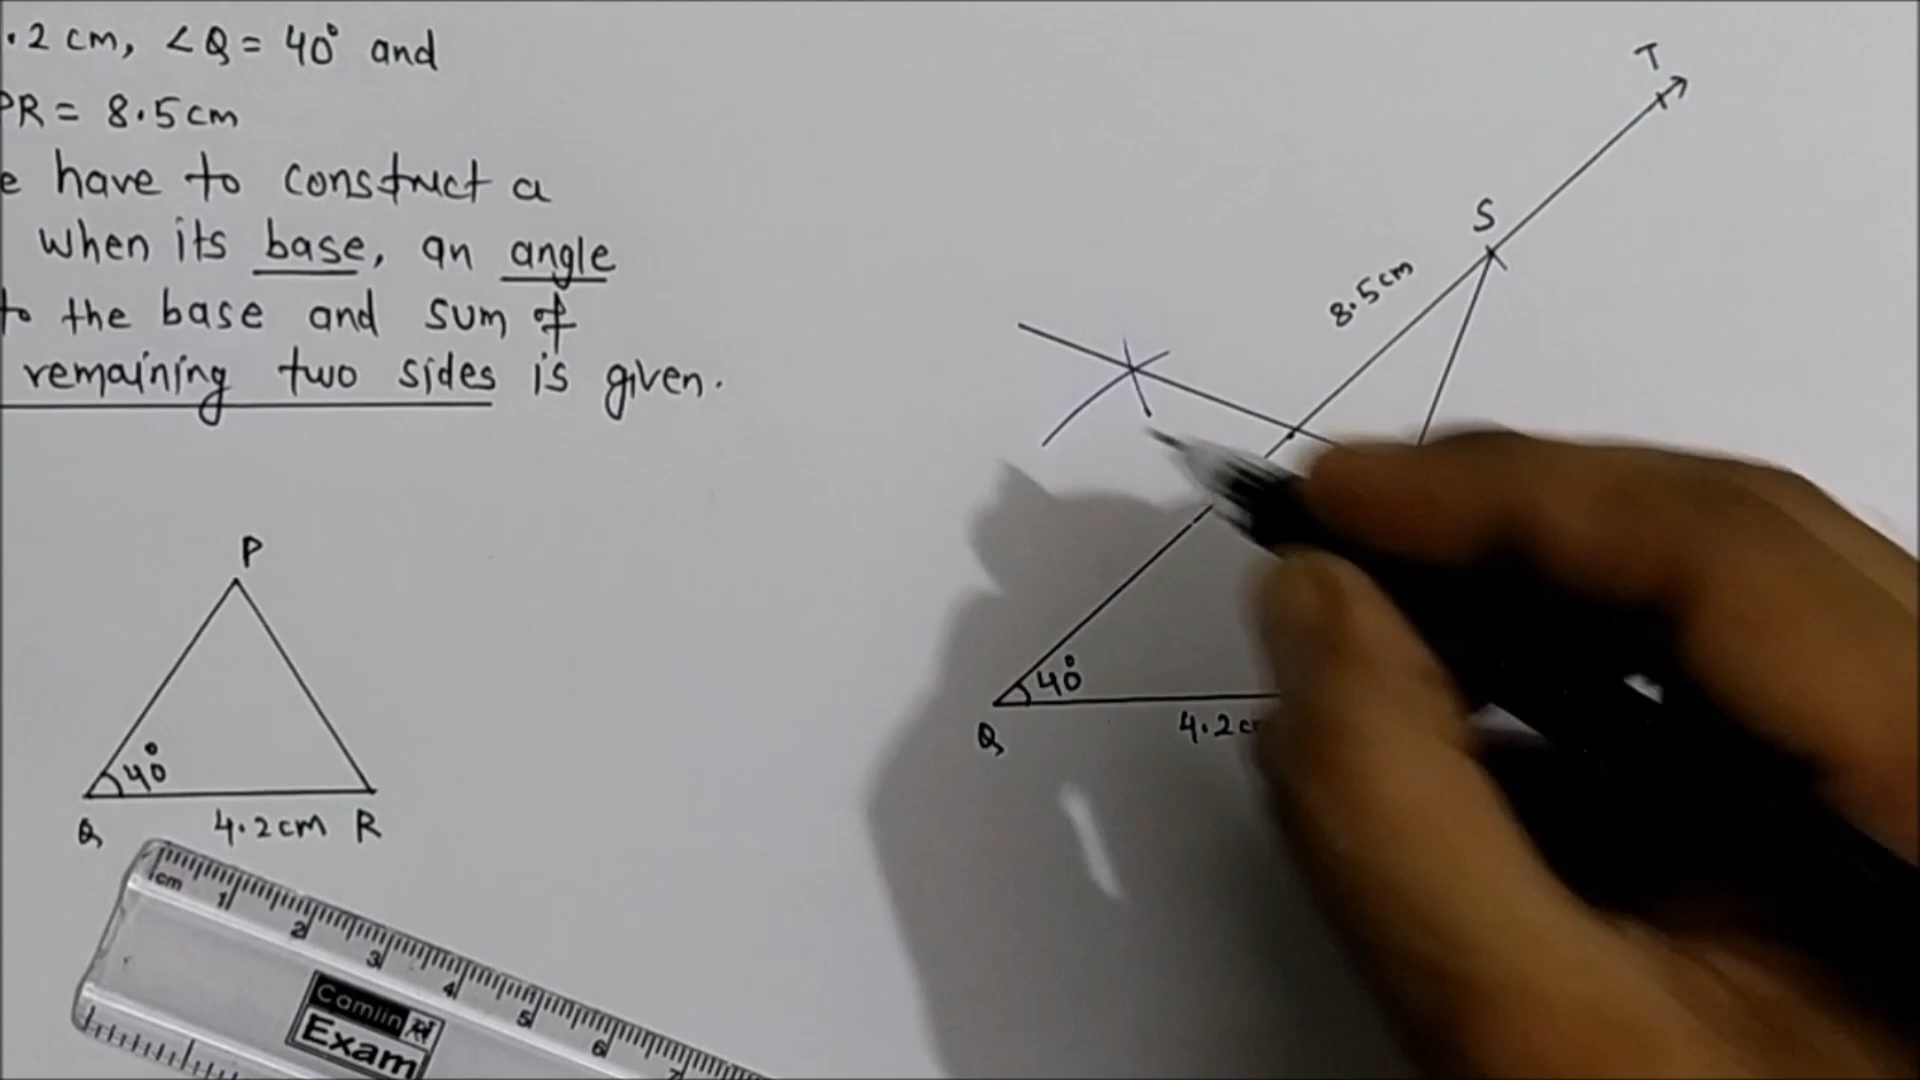 .2 cm, ∠Q = 40° and
PR = 8.5 cm
e have to construct a
when its base, an angle
to the base and sum of
remaining two sides is given.
P
40°
Q 4.2 cm R
T
S
8.5 cm
40°
Q 4.2 c
cm 1 2 3 4 5 6 7
Camlin
Exam